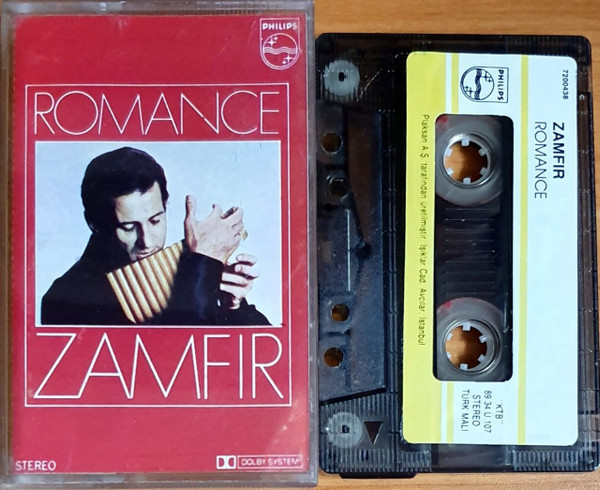 PHILIPS
ROMANCE
ZAMFIR
STEREO
DOLBY SYSTEM
PHILIPS
7200438
ZAMFIR
ROMANCE
Plaksan A.Ş. tarafından üretilmiştir. Işıklar Cad. Avcılar, İstanbul
"KTB"
89.34.Ü.107
STEREO
TÜRK MALI